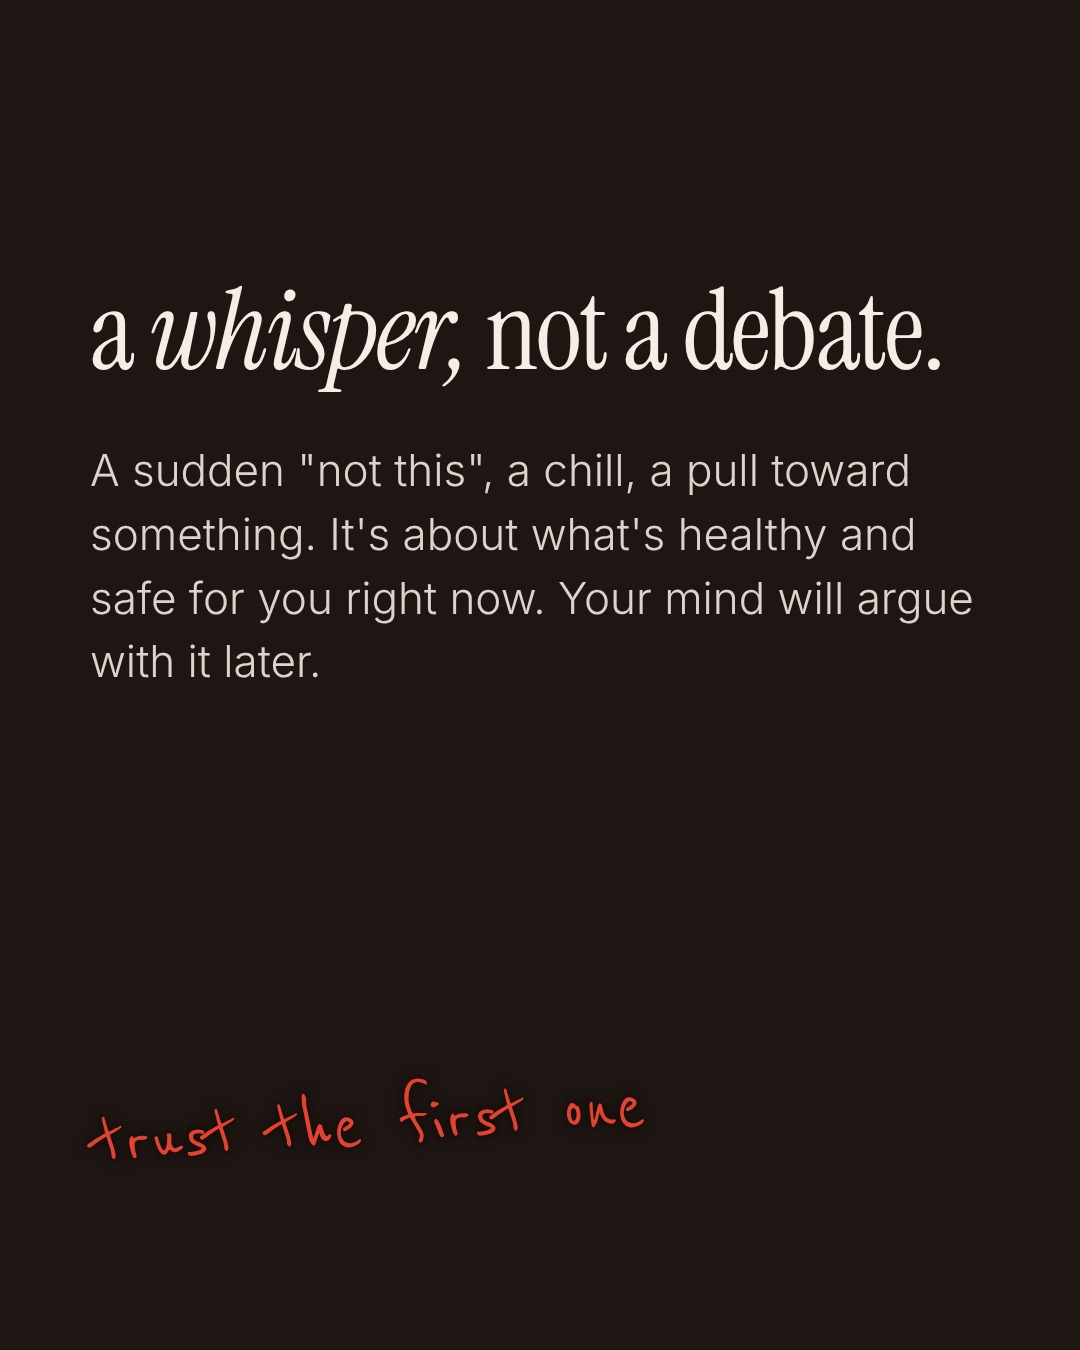 a whisper, not a debate.
A sudden "not this", a chill, a pull toward
something. It's about what's healthy and
safe for you right now. Your mind will argue
with it later.
trust the first one